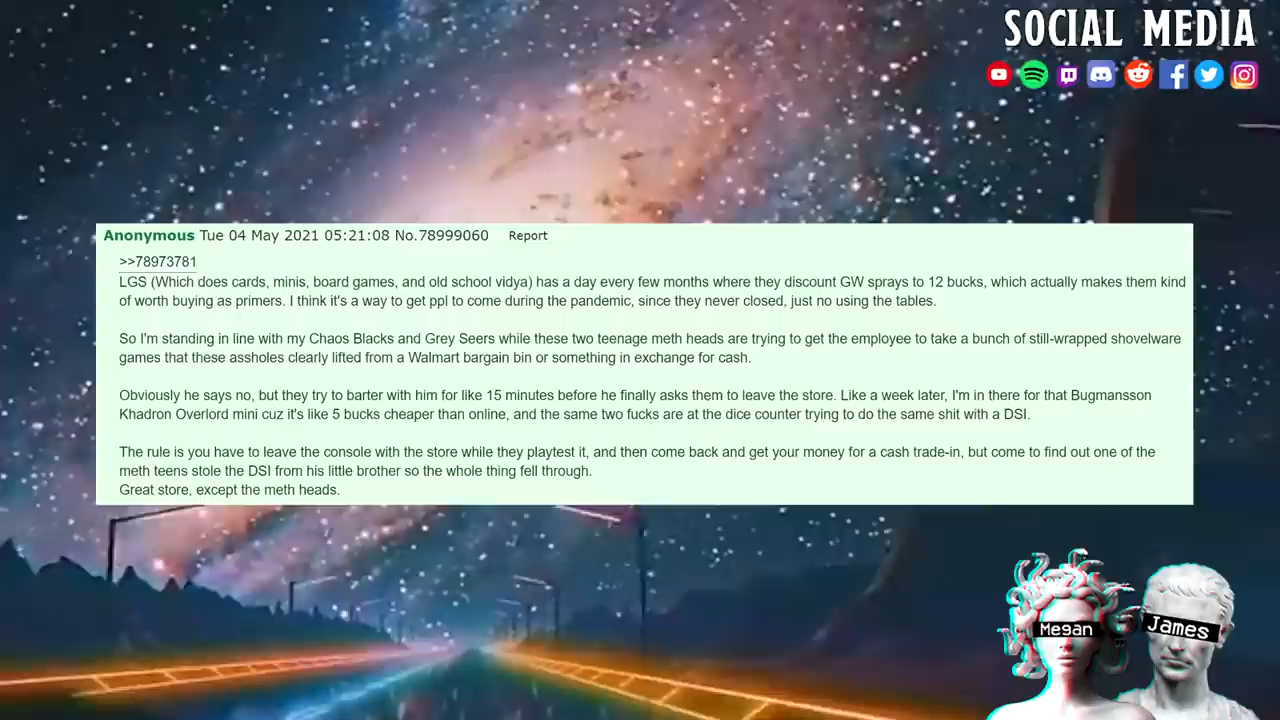 SOCIAL MEDIA
Anonymous Tue 04 May 2021 05:21:08 No.78999060 Report
>>78973781
LGS (Which does cards, minis, board games, and old school vidya) has a day every few months where they discount GW sprays to 12 bucks, which actually makes them kind
of worth buying as primers. I think it's a way to get ppl to come during the pandemic, since they never closed, just no using the tables.
So I'm standing in line with my Chaos Blacks and Grey Seers while these two teenage meth heads are trying to get the employee to take a bunch of still-wrapped shovelware
games that these assholes clearly lifted from a Walmart bargain bin or something in exchange for cash.
Obviously he says no, but they try to barter with him for like 15 minutes before he finally asks them to leave the store. Like a week later, I'm in there for that Bugmansson
Khadron Overlord mini cuz it's like 5 bucks cheaper than online, and the same two fucks are at the dice counter trying to do the same shit with a DSI.
The rule is you have to leave the console with the store while they playtest it, and then come back and get your money for a cash trade-in, but come to find out one of the
meth teens stole the DSI from his little brother so the whole thing fell through.
Great store, except the meth heads.
Megan
James